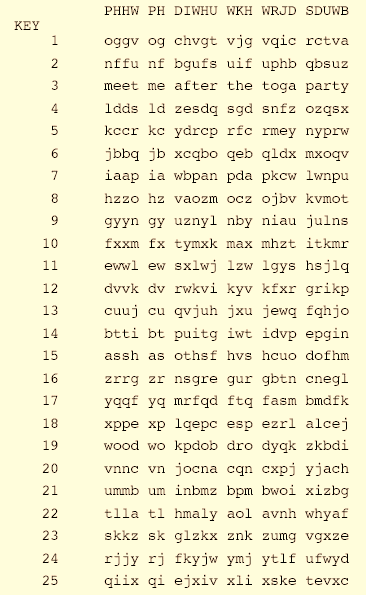 PHHW PH DIWHU WKH WRJD SDUWB
KEY
1 oggv og chvgt vjg vqic rctva
2 nffu nf bgufs uif uphb qbsuz
3 meet me after the toga party
4 ldds ld zesdq sgd snfz ozqsx
5 kccr kc ydrcp rfc rmey nyprw
6 jbbq jb xcqbo qeb qldx mxoqv
7 iaap ia wbpan pda pkcw lwnpu
8 hzzo hz vaozm ocz ojbv kvmot
9 gyyn gy uznyl nby niau julns
10 fxxm fx tymxk max mhzt itkmr
11 ewwl ew sxlwj lzw lgys hsjlq
12 dvvk dv rwkvi kyv kfxr grikp
13 cuuj cu qvjuh jxu jewq fqhjo
14 btti bt puitg iwt idvp epgin
15 assh as othsf hvs hcuo dofhm
16 zrrg zr nsgre gur gbtn cnegl
17 yqqf yq mrfqd ftq fasm bmdfk
18 xppe xp lqepc esp ezrl alcej
19 wood wo kpdob dro dyqk zkbdi
20 vnnc vn jocna cqn cxpj yjach
21 ummb um inbmz bpm bwoi xizbg
22 tlla tl hmaly aol avnh whyaf
23 skkz sk glzkx znk zumg vgxze
24 rjjy rj fkyjw ymj ytlf ufwyd
25 qiix qi ejxiv xli xske tevxc